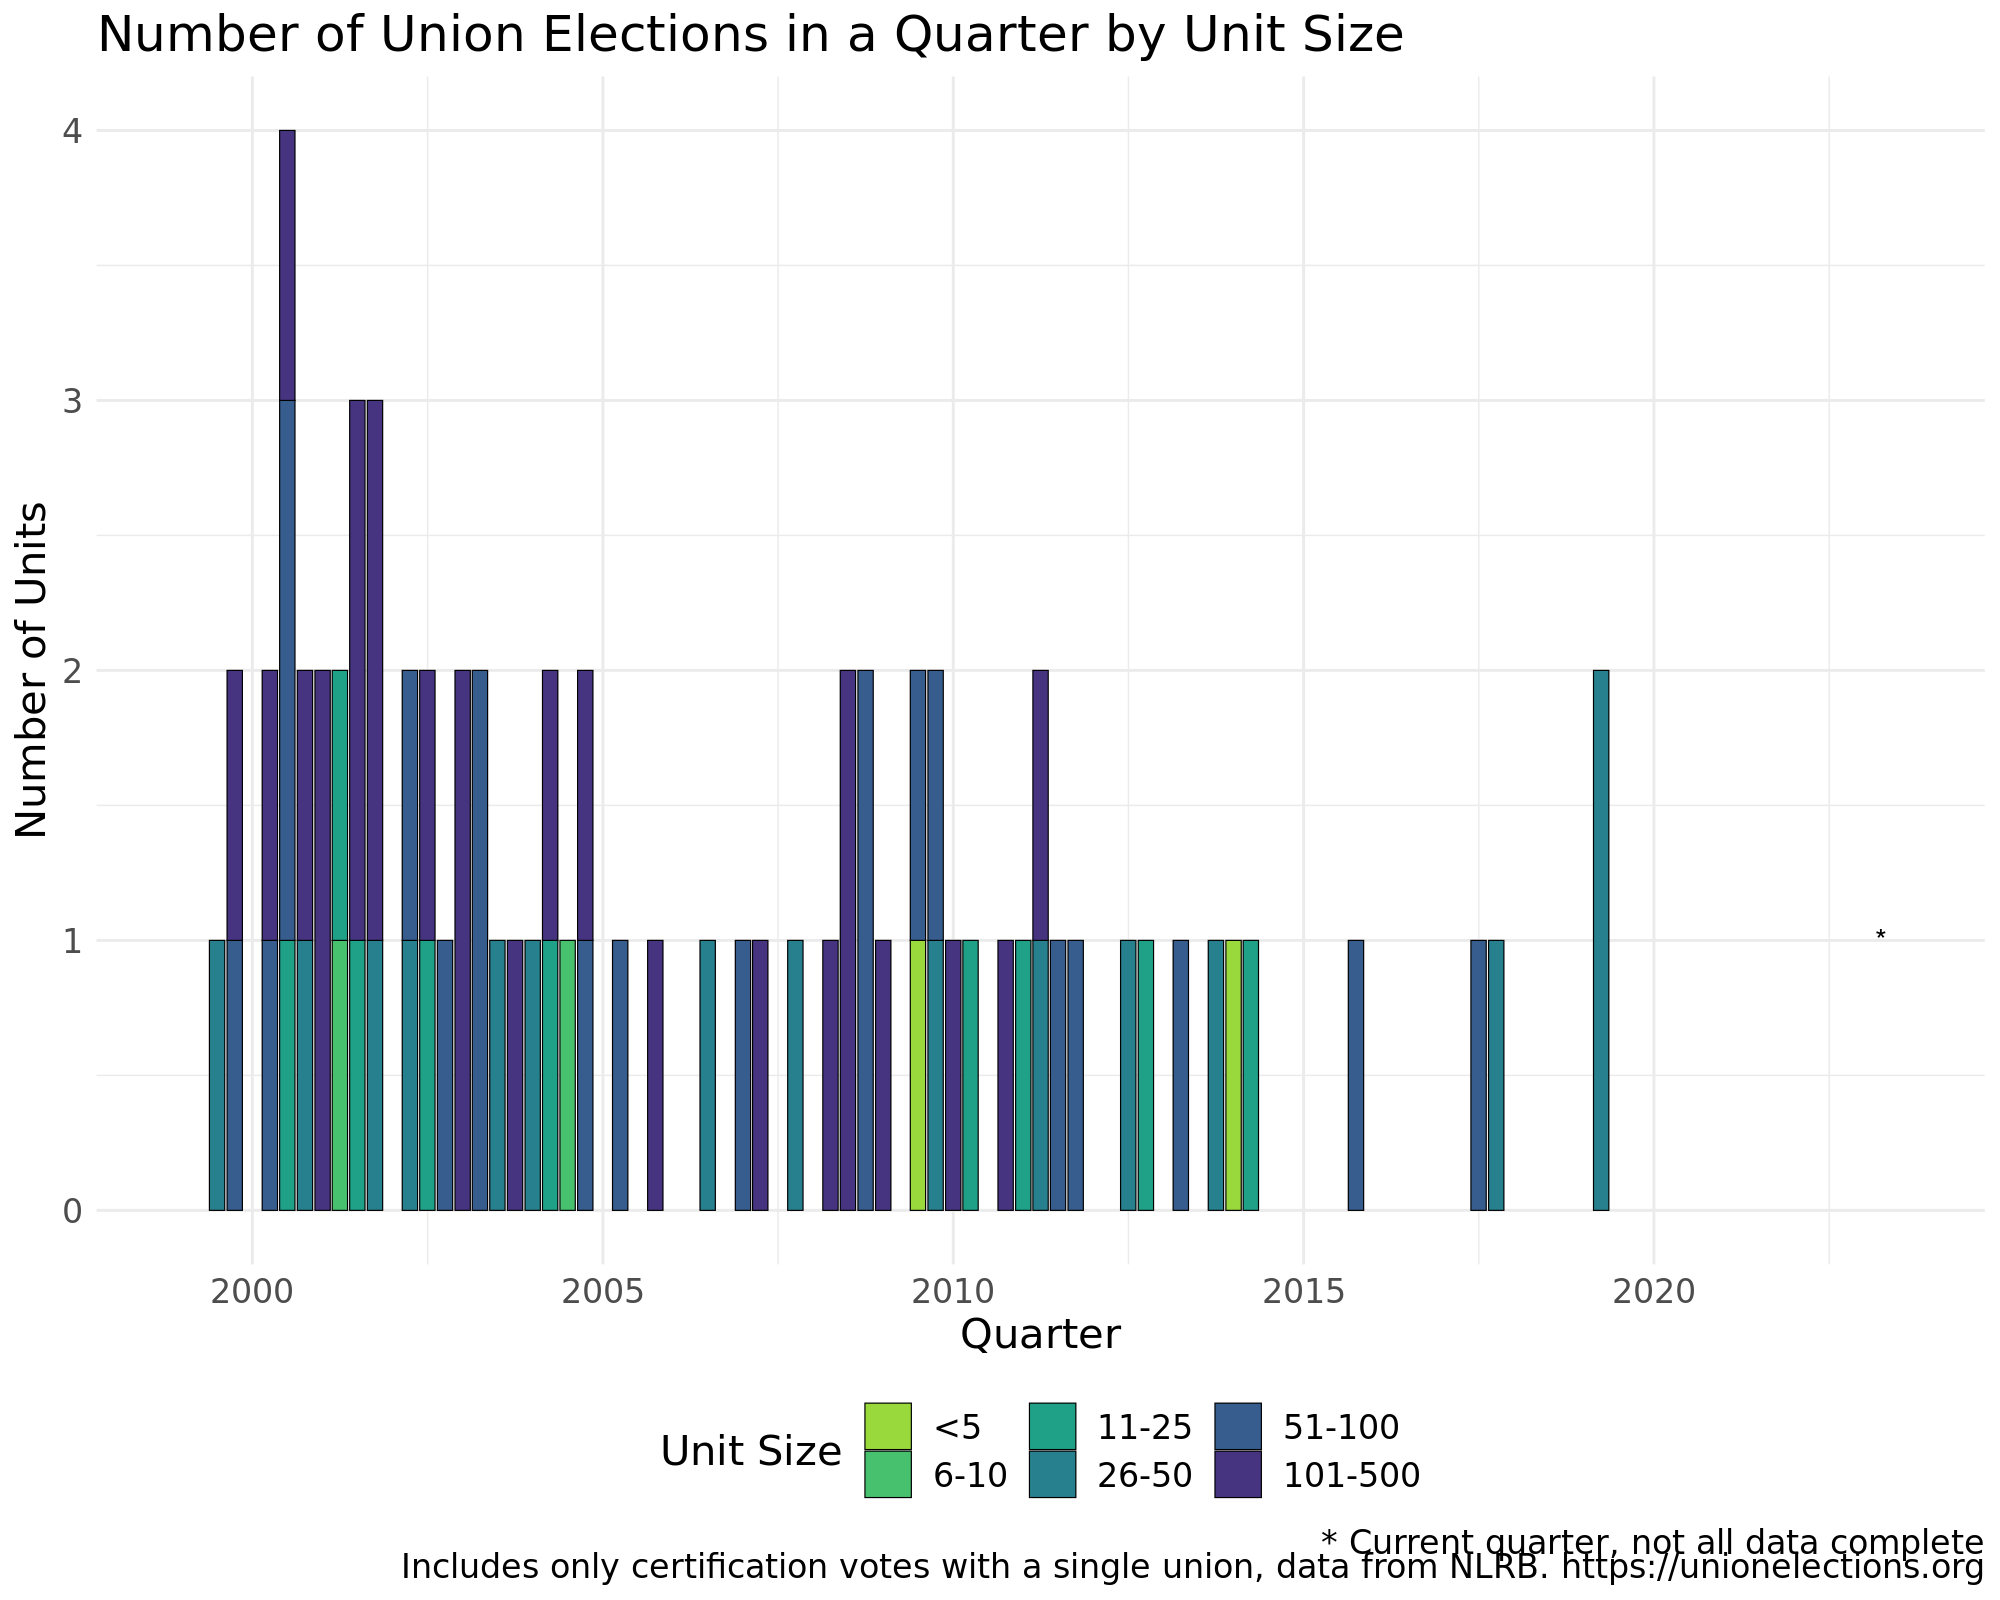 Number of Union Elections in a Quarter by Unit Size
4
3
2
1
0
Number of Units
*
2000
2005
2010
2015
2020
Quarter
Unit Size
<5
11-25
51-100
6-10
26-50
101-500
* Current quarter, not all data complete
Includes only certification votes with a single union, data from NLRB. https://unionelections.org